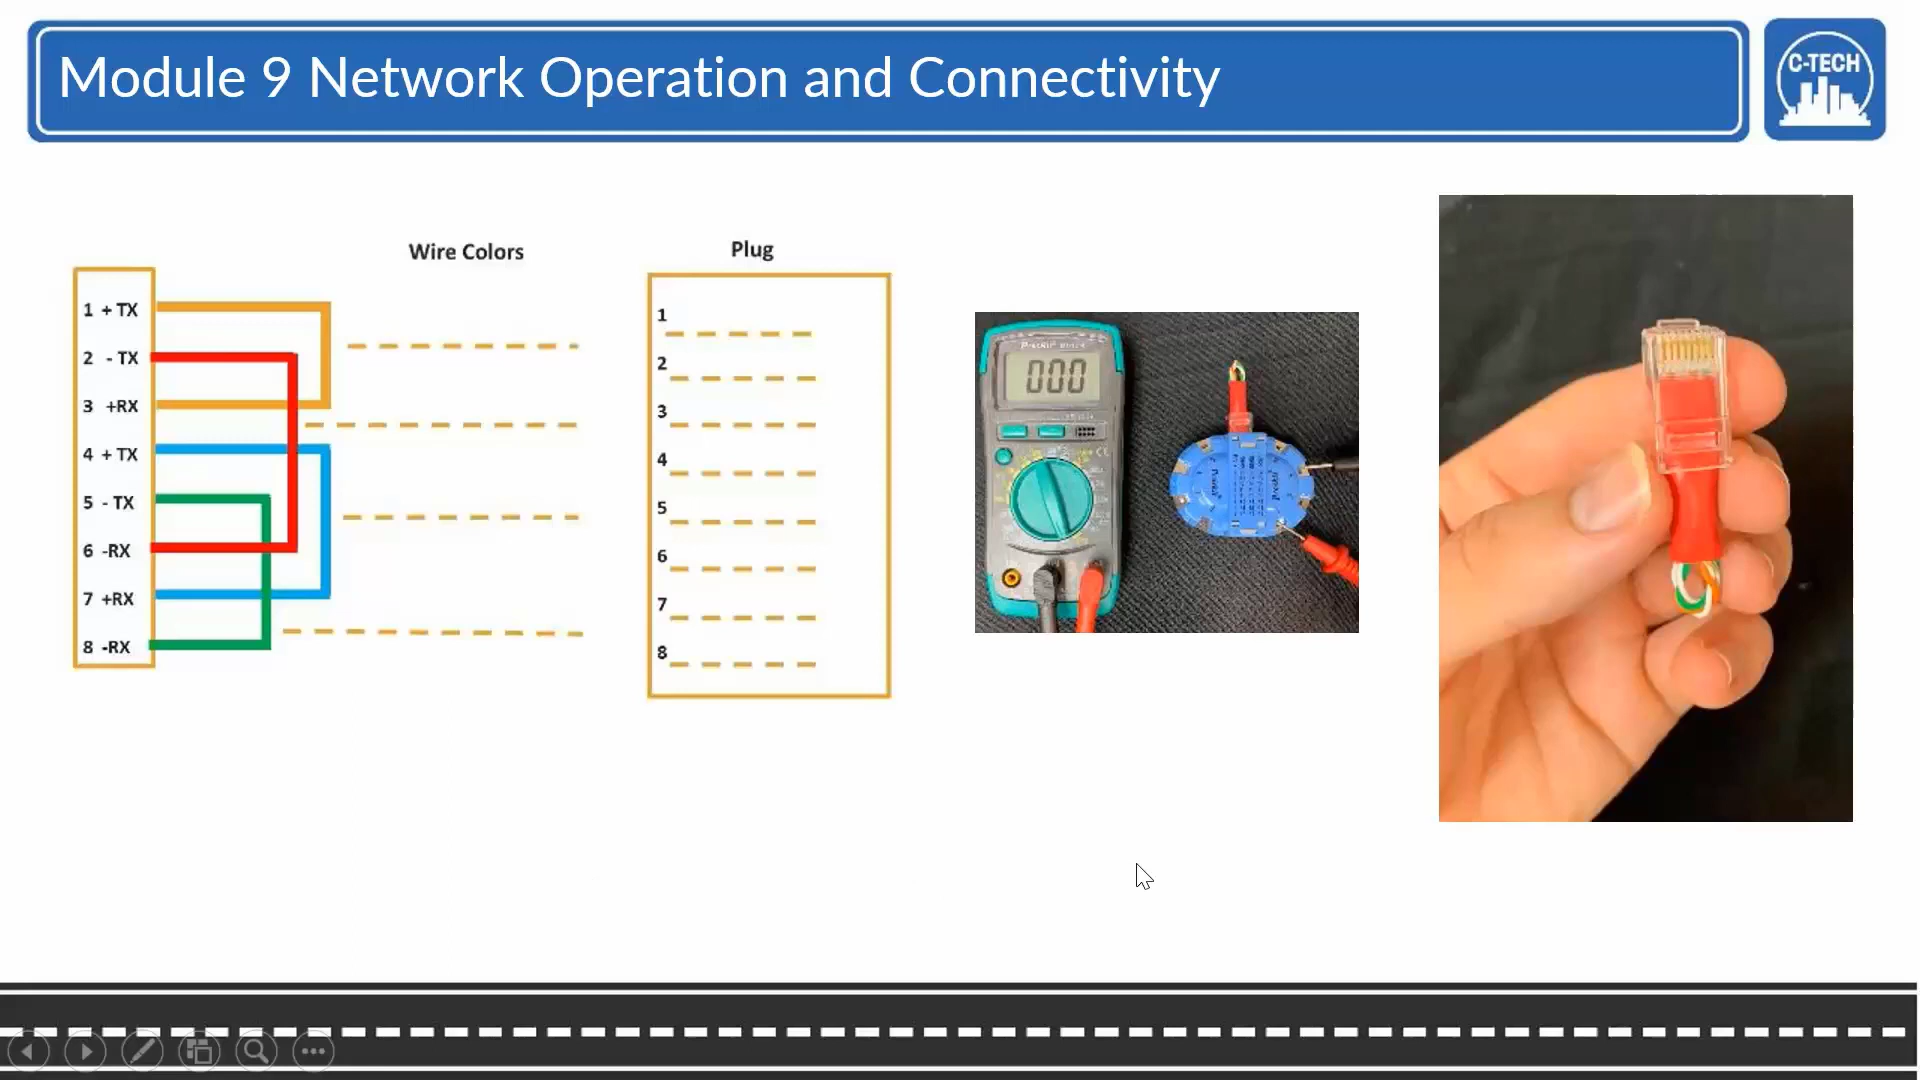 Module 9 Network Operation and Connectivity
C-TECH
Wire Colors
Plug
1 + TX
2 - TX
3 +RX
4 + TX
5 - TX
6 -RX
7 +RX
8 -RX
1
2
3
4
5
6
7
8
000